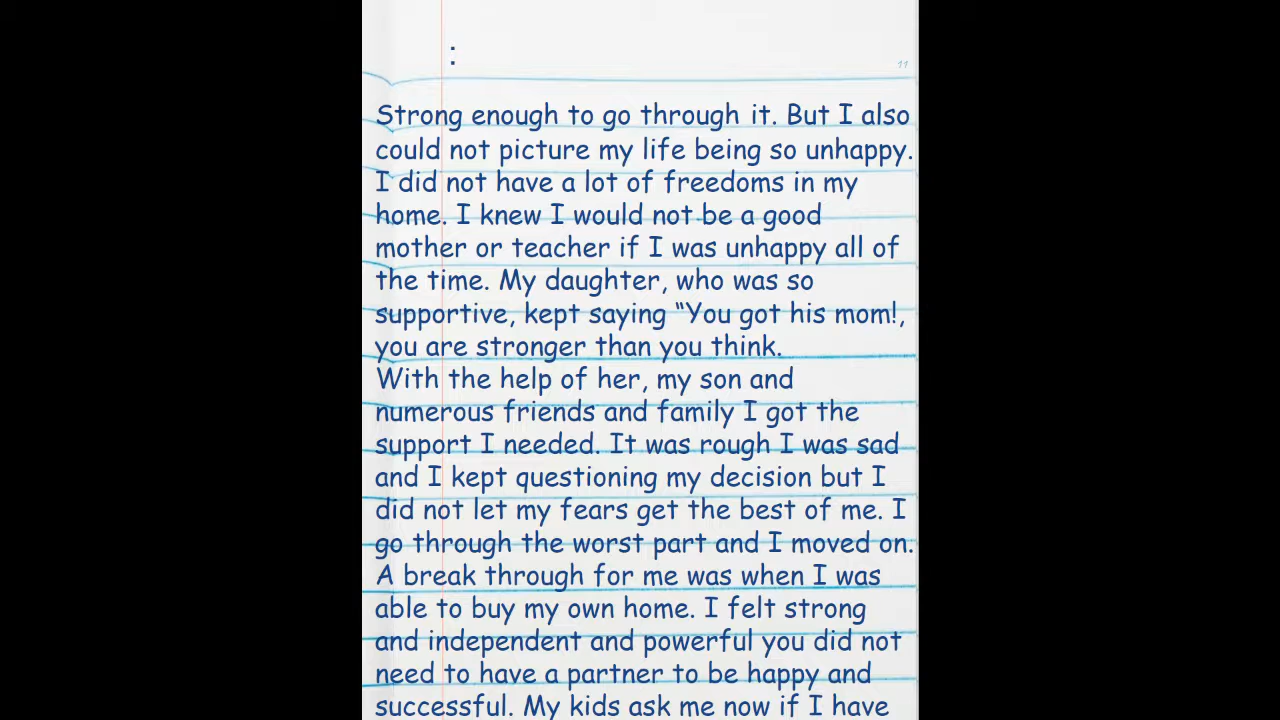 :
11
Strong enough to go through it. But I also
could not picture my life being so unhappy.
I did not have a lot of freedoms in my
home. I knew I would not be a good
mother or teacher if I was unhappy all of
the time. My daughter, who was so
supportive, kept saying “You got his mom!,
you are stronger than you think.
With the help of her, my son and
numerous friends and family I got the
support I needed. It was rough I was sad
and I kept questioning my decision but I
did not let my fears get the best of me. I
go through the worst part and I moved on.
A break through for me was when I was
able to buy my own home. I felt strong
and independent and powerful you did not
need to have a partner to be happy and
successful. My kids ask me now if I have